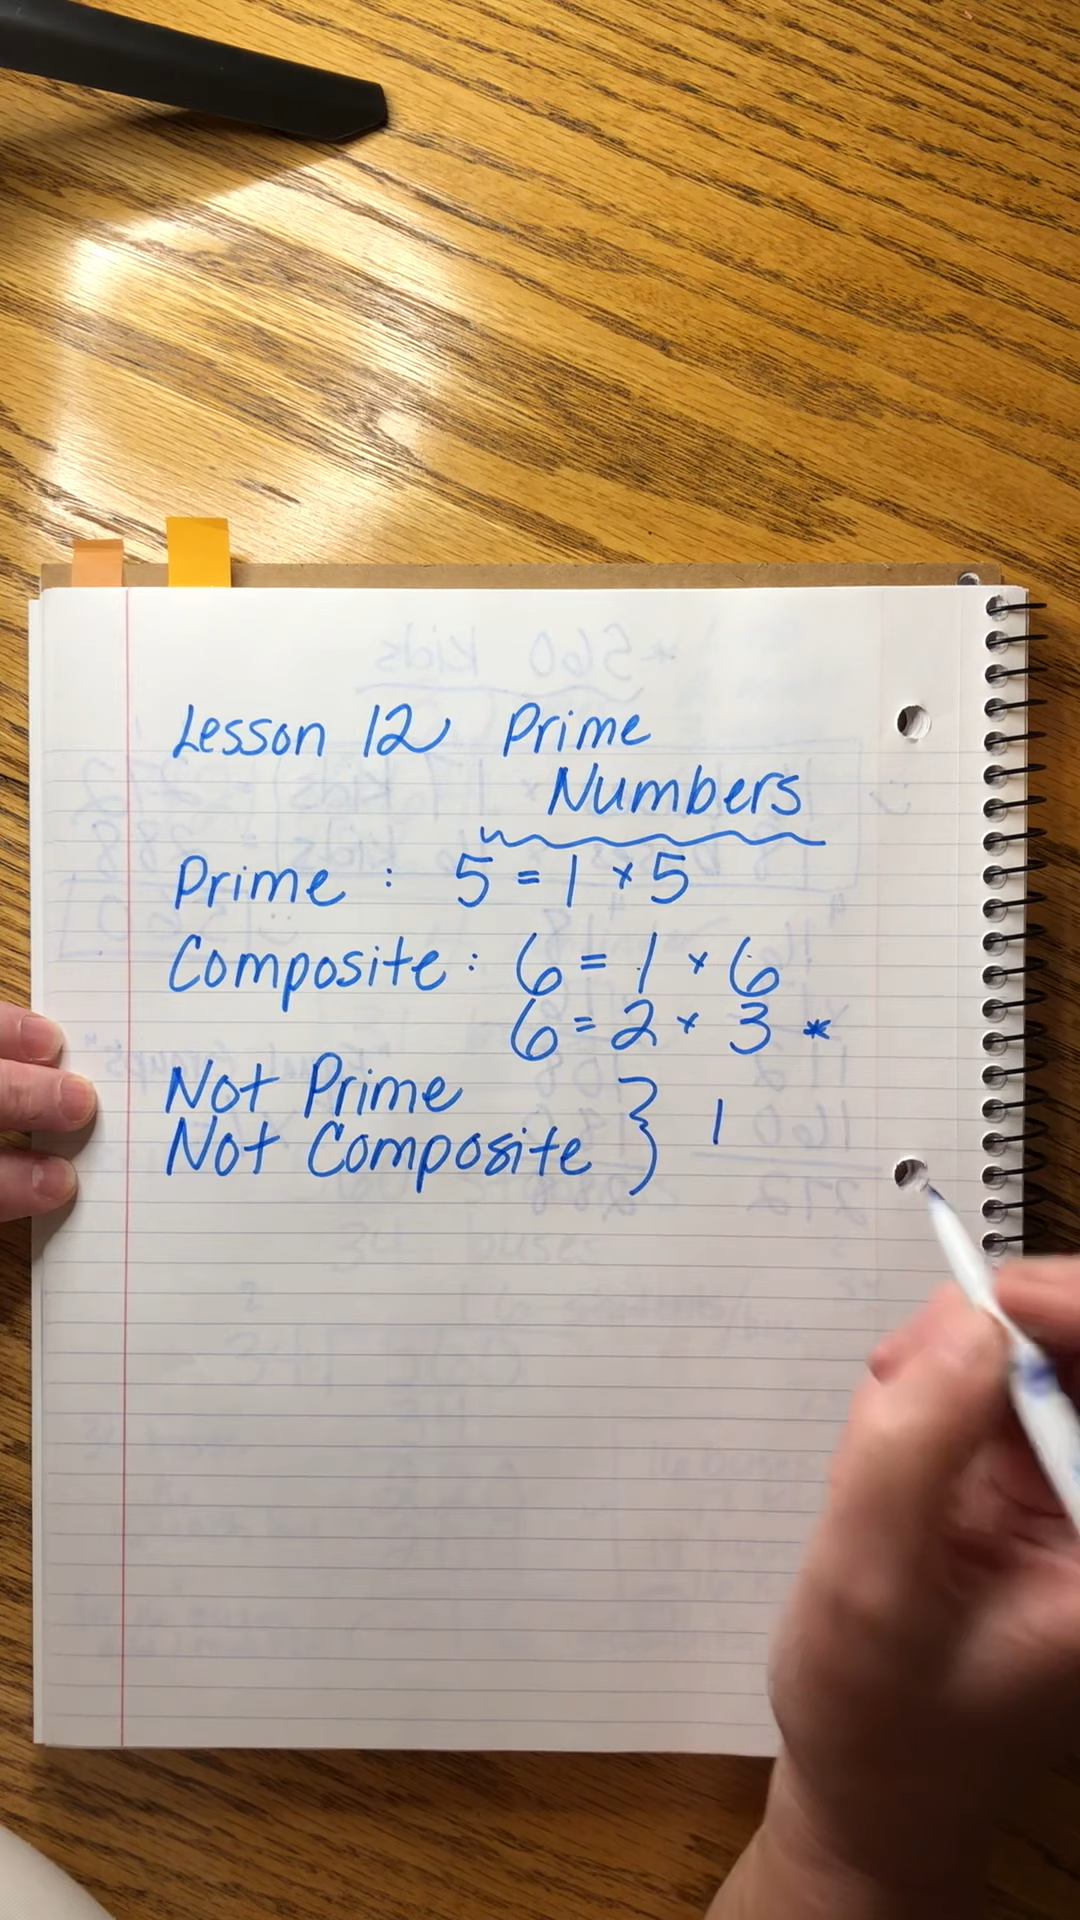 Lesson 12 Prime
Numbers
Prime : 5 = 1 × 5
Composite : 6 = 1 × 6
6 = 2 × 3 *
Not Prime
Not Composite } 1